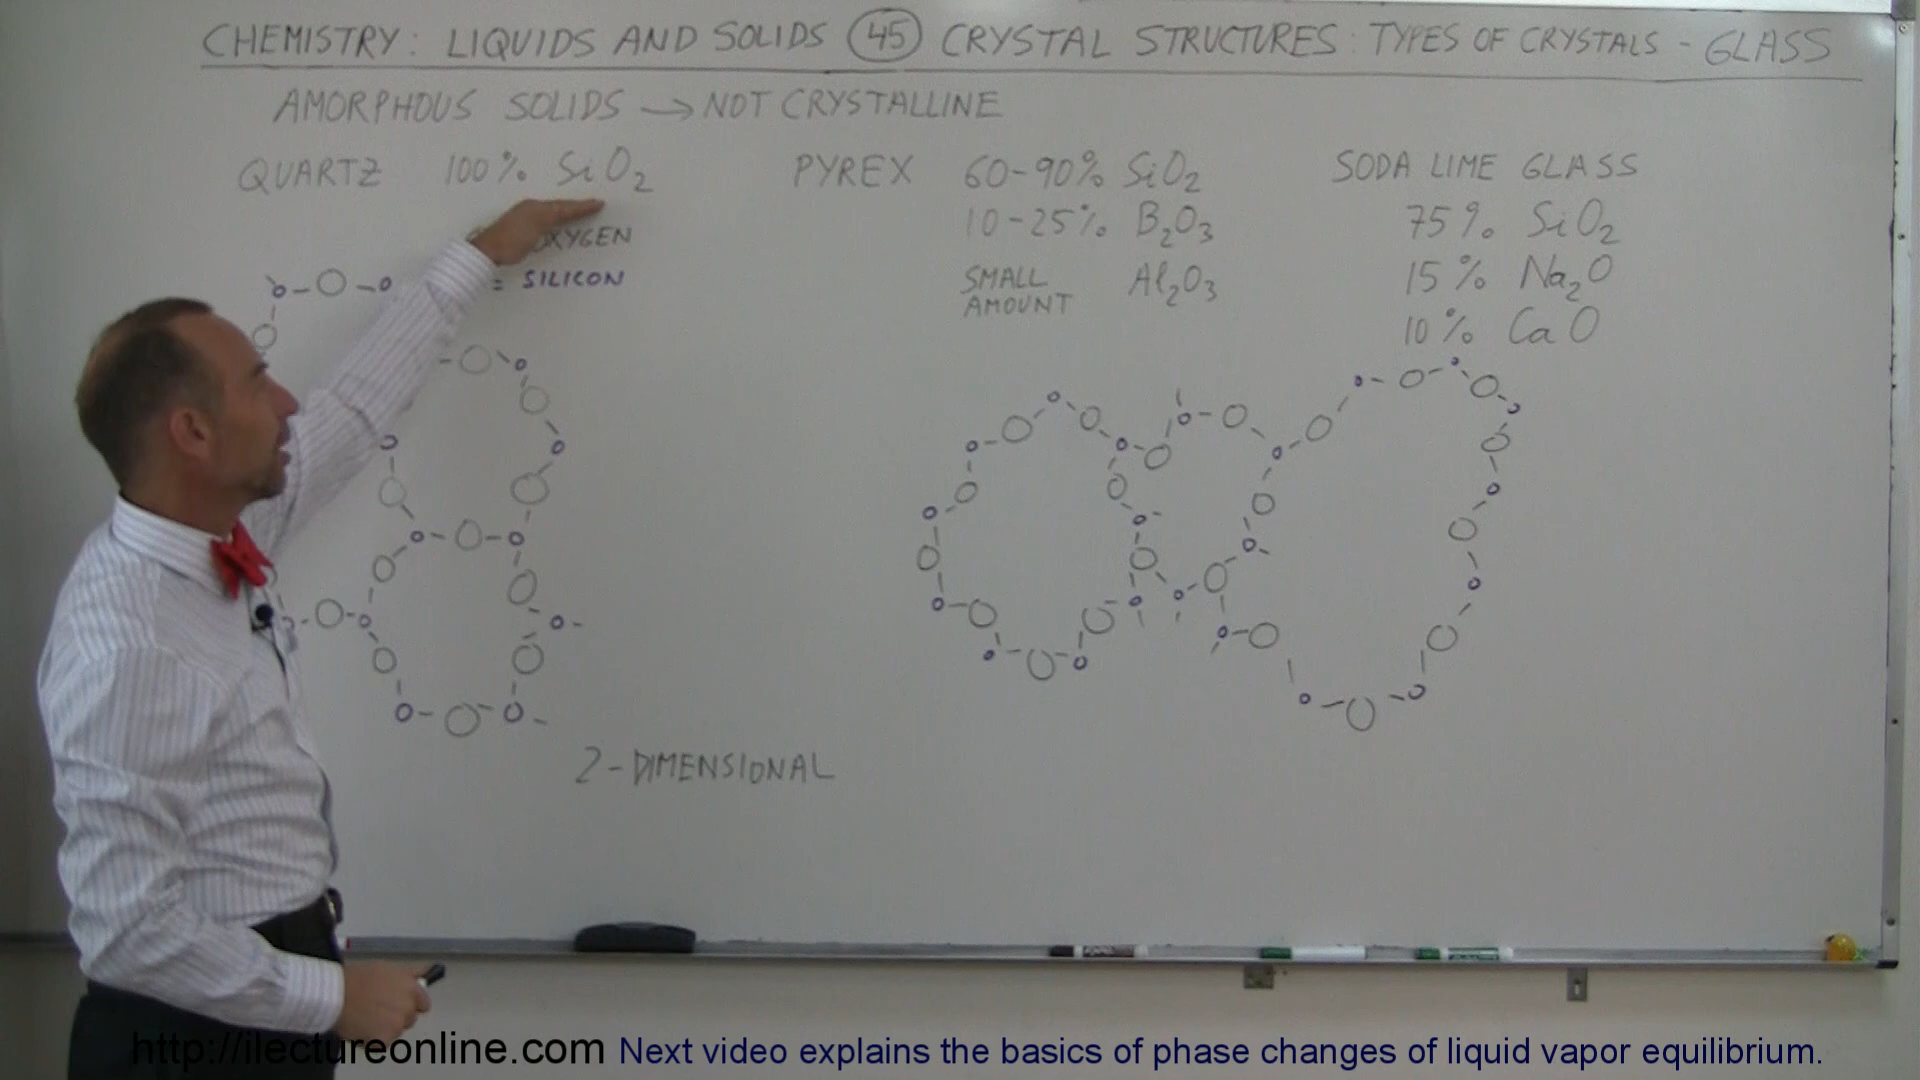 CHEMISTRY: LIQUIDS AND SOLIDS 45 CRYSTAL STRUCTURES: TYPES OF CRYSTALS - GLASS
AMORPHOUS SOLIDS → NOT CRYSTALLINE
QUARTZ 100% SiO2
OXYGEN
= SILICON
PYREX 60-90% SiO2
10-25% B2O3
SMALL AMOUNT Al2O3
SODA LIME GLASS
75% SiO2
15% Na2O
10% CaO
2-DIMENSIONAL
http://ilectureonline.com Next video explains the basics of phase changes of liquid vapor equilibrium.